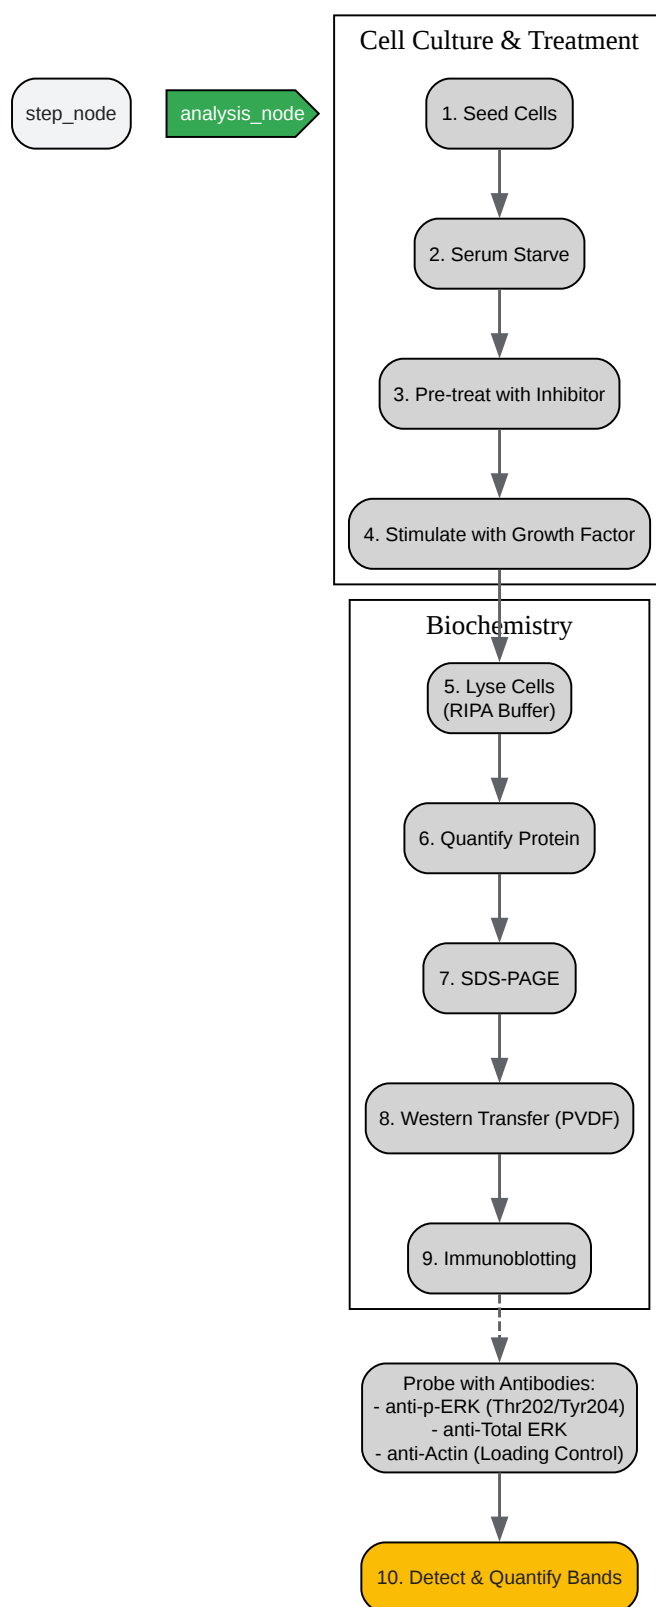 Cell Culture & Treatment
step_node
analysis_node
1. Seed Cells
2. Serum Starve
3. Pre-treat with Inhibitor
4. Stimulate with Growth Factor
Biochemistry
5. Lyse Cells
(RIPA Buffer)
6. Quantify Protein
7. SDS-PAGE
8. Western Transfer (PVDF)
9. Immunoblotting
Probe with Antibodies:
- anti-p-ERK (Thr202/Tyr204)
- anti-Total ERK
- anti-Actin (Loading Control)
10. Detect & Quantify Bands